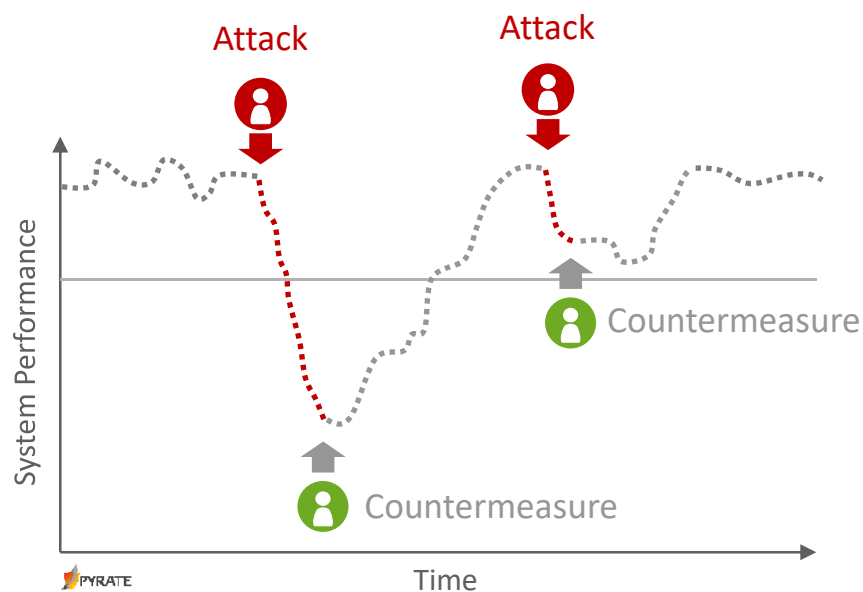 Attack
Attack
System Performance
Countermeasure
Countermeasure
PYRATE
Time